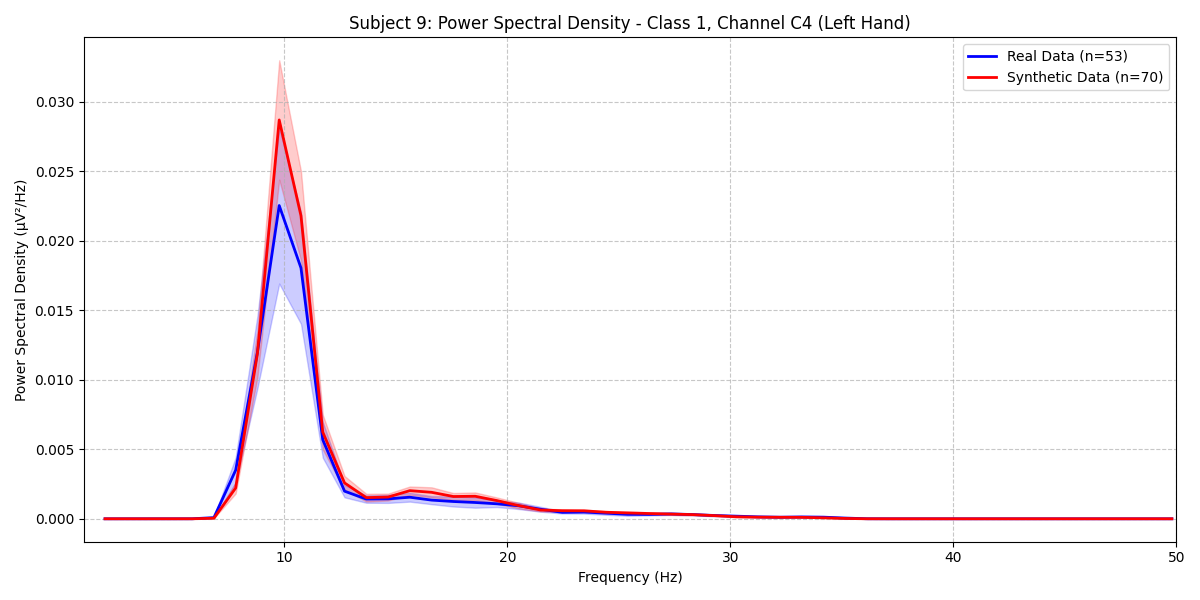 Subject 9: Power Spectral Density - Class 1, Channel C4 (Left Hand)
Real Data (n=53)
Synthetic Data (n=70)
Power Spectral Density (μV²/Hz)
0.030
0.025
0.020
0.015
0.010
0.005
0.000
10 20 30 40 50
Frequency (Hz)